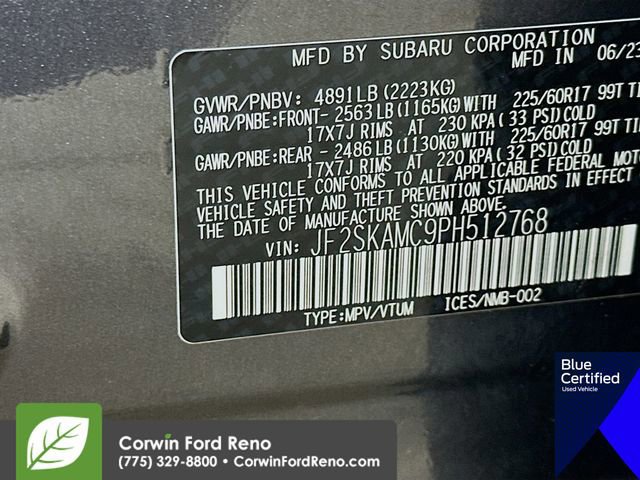 MFD BY SUBARU CORPORATION
MFD IN 06/23
GVWR/PNBV: 4891LB (2223KG)
GAWR/PNBE:FRONT- 2563LB(1165KG)WITH 225/60R17 99T TI
17X7J RIMS AT 230 KPA(33 PSI)COLD
GAWR/PNBE:REAR - 2486LB(1130KG)WITH 225/60R17 99T TI
17X7J RIMS AT 220 KPA(32 PSI)COLD
THIS VEHICLE CONFORMS TO ALL APPLICABLE FEDERAL MOTO
VEHICLE SAFETY AND THEFT PREVENTION STANDARDS IN EFFECT
THE DATE OF MANUFACTURE SHOWN ABOVE.
VIN: JF2SKAMC9PH512768
TYPE:MPV/VTUM ICES/NMB-002
Blue
Certified
Used Vehicle
Corwin Ford Reno
(775) 329-8800 • CorwinFordReno.com